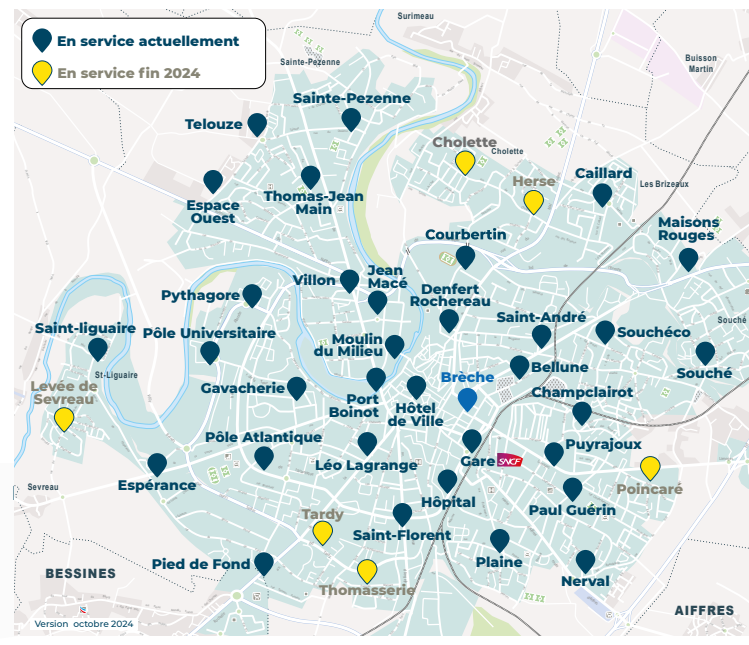 En service actuellement
En service fin 2024
Surimeau
Sainte-Pezenne
Buisson
Martin
Sainte-Pezenne
Telouze
Cholette
Cholette
Herse
Caillard
Les Brizeaux
Thomas-Jean
Main
Espace
Ouest
Maisons
Rouges
Courbertin
Villon
Jean
Macé
Denfert
Rochereau
Pythagore
Saint-liguaire
Pôle Universitaire
Moulin
du Milieu
Saint-André
Souchéco
Souché
Souché
St-Liguaire
Levée de
Sevreau
Gavacherie
Port
Boinot
Hôtel
de Ville
Brèche
Bellune
Champclairot
Pôle Atlantique
Léo Lagrange
Gare SNCF
Puyrajoux
Poincaré
Sevreau
Espérance
Hôpital
Paul Guérin
Tardy
Saint-Florent
Pied de Fond
Thomasserie
Plaine
Nerval
BESSINES
AIFFRES
Version octobre 2024